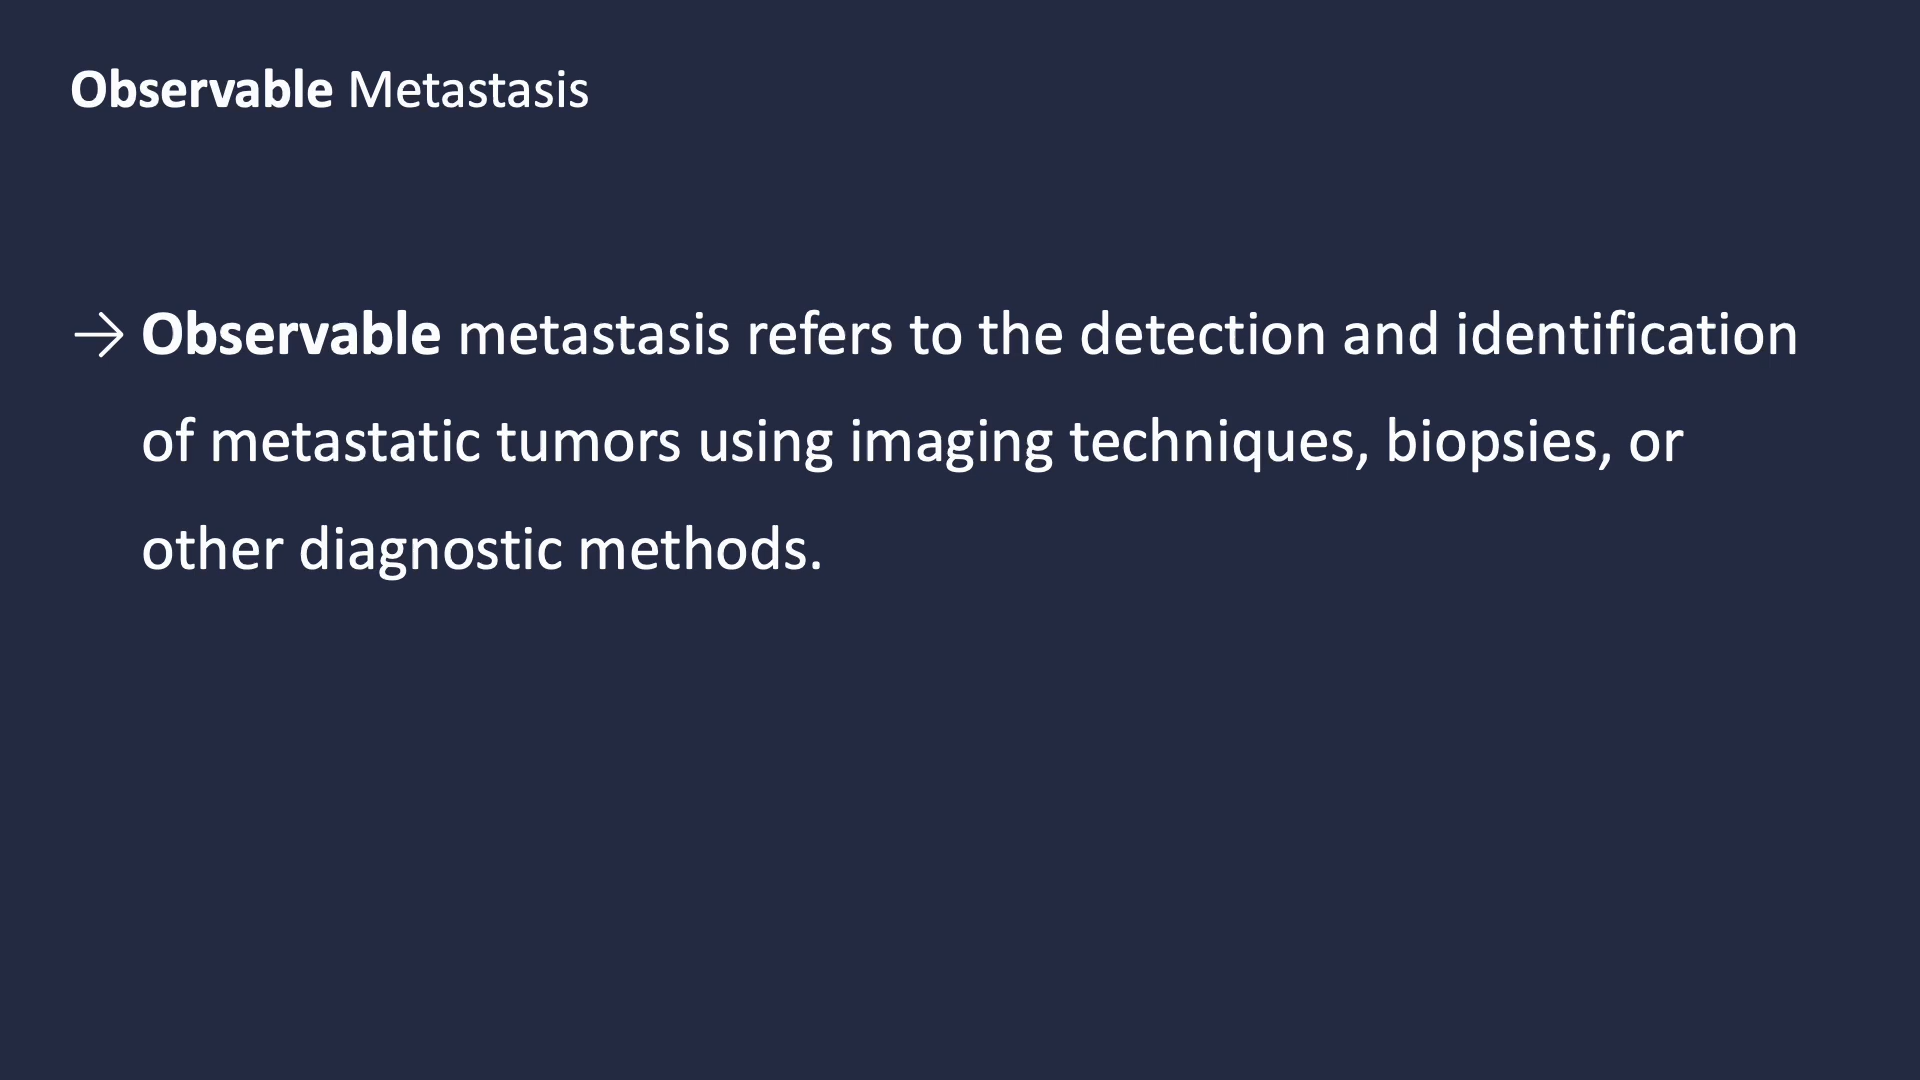 Observable Metastasis
→ Observable metastasis refers to the detection and identification
of metastatic tumors using imaging techniques, biopsies, or
other diagnostic methods.